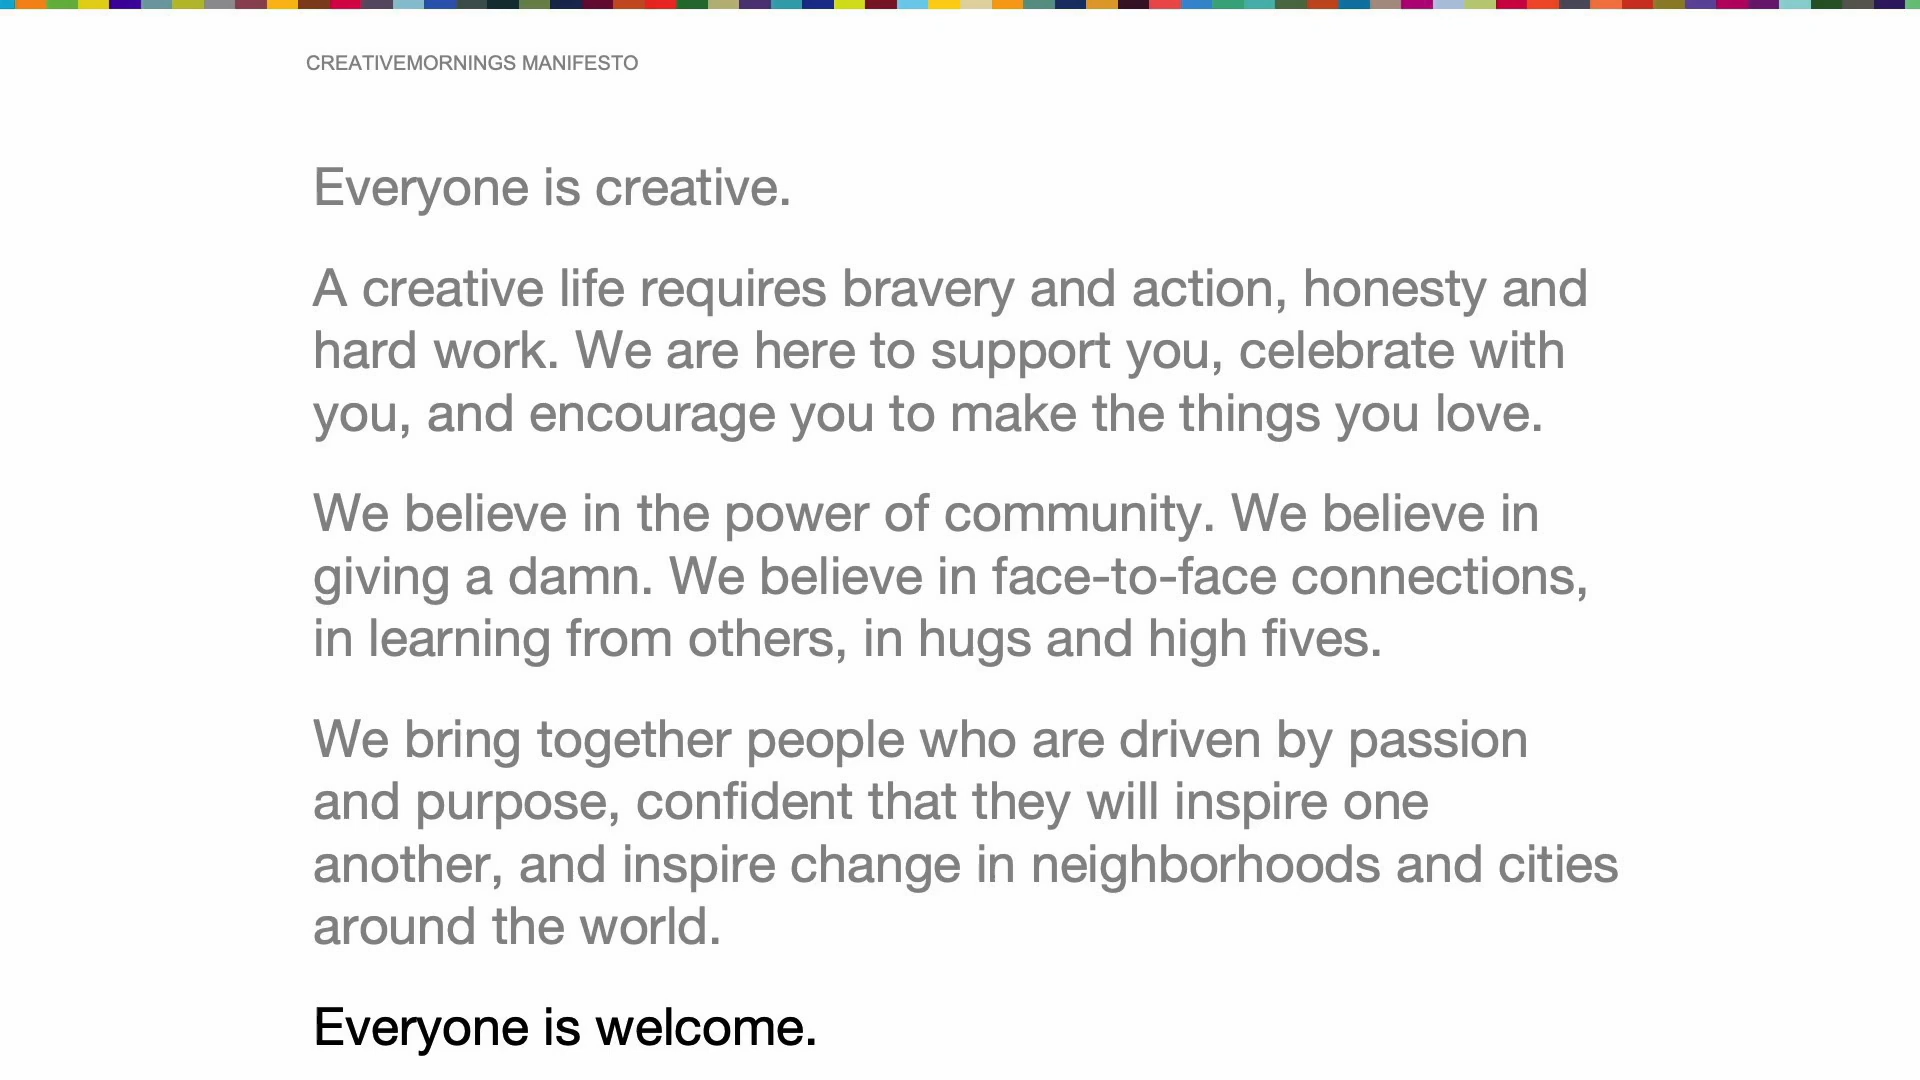 CREATIVEMORNINGS MANIFESTO
Everyone is creative.
A creative life requires bravery and action, honesty and
hard work. We are here to support you, celebrate with
you, and encourage you to make the things you love.
We believe in the power of community. We believe in
giving a damn. We believe in face-to-face connections,
in learning from others, in hugs and high fives.
We bring together people who are driven by passion
and purpose, confident that they will inspire one
another, and inspire change in neighborhoods and cities
around the world.
Everyone is welcome.